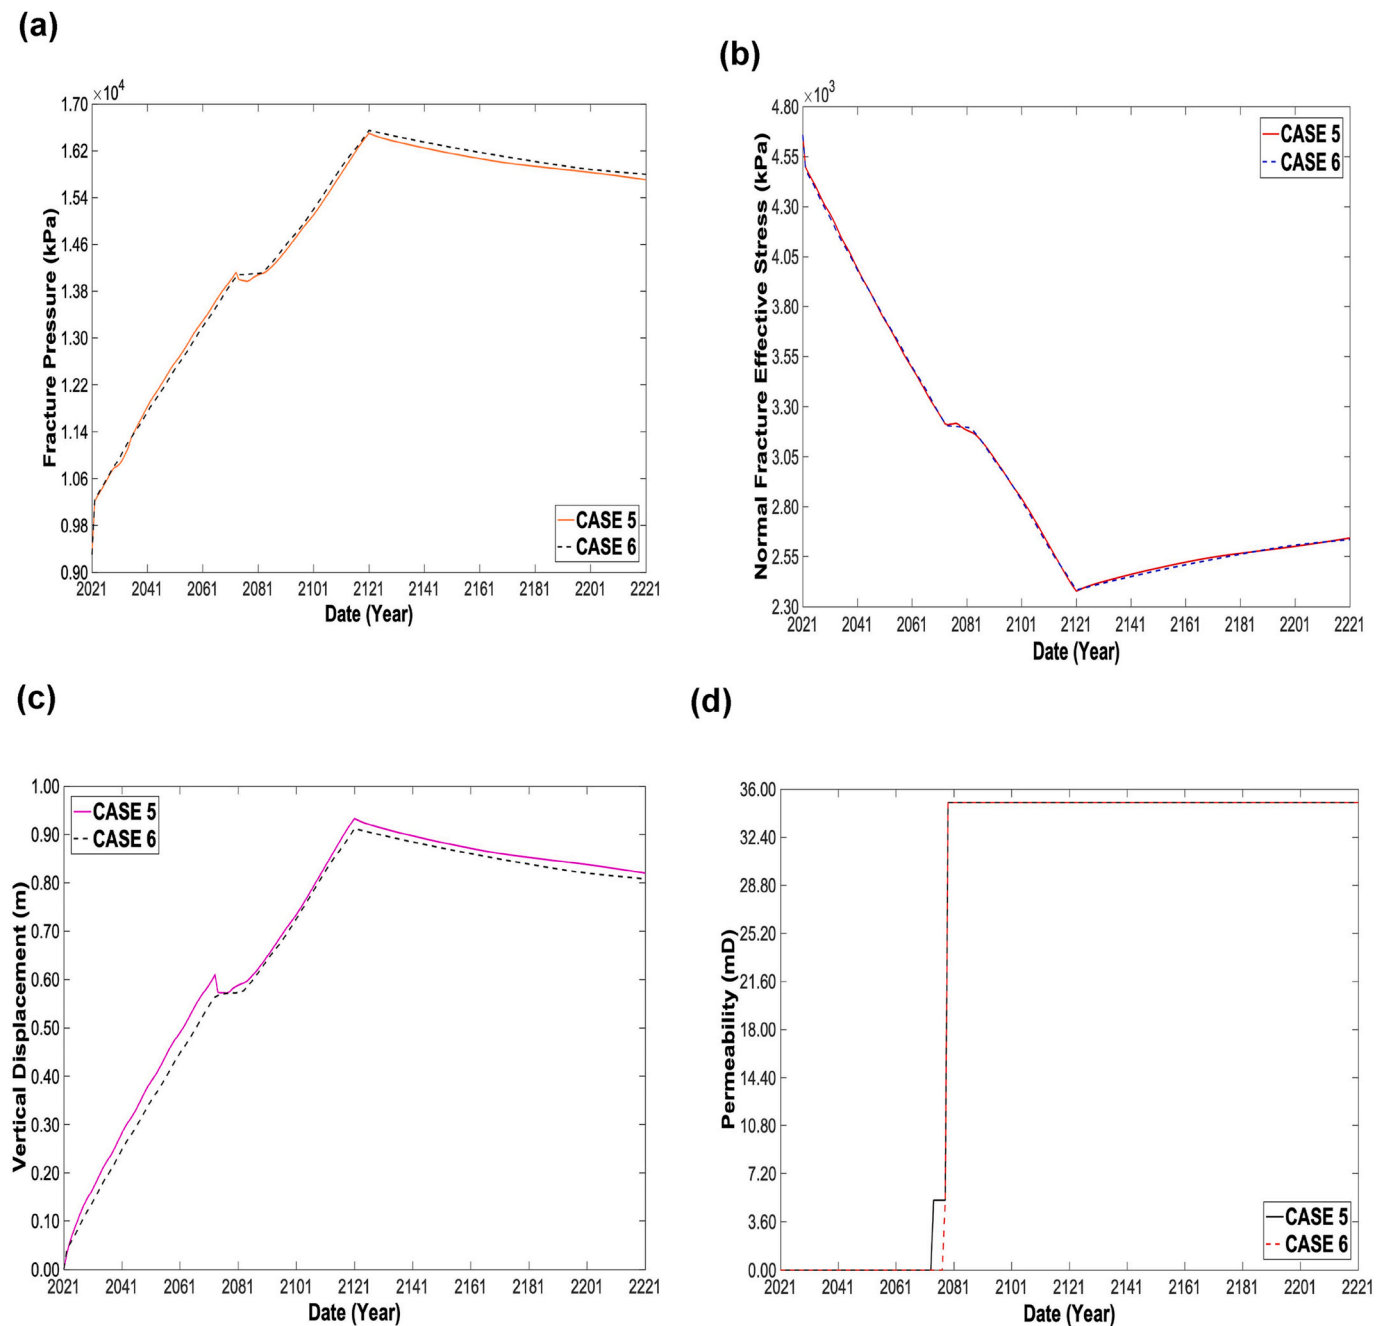 (a)
×10⁴
1.70
1.62
1.54
1.46
1.38
1.30
1.22
1.14
1.06
0.98
0.90
Fracture Pressure (kPa)
CASE 5
CASE 6
2021 2041 2061 2081 2101 2121 2141 2161 2181 2201 2221
Date (Year)
(b)
×10³
4.80
4.55
4.30
4.05
3.80
3.55
3.30
3.05
2.80
2.55
2.30
Normal Fracture Effective Stress (kPa)
CASE 5
CASE 6
2021 2041 2061 2081 2101 2121 2141 2161 2181 2201 2221
Date (Year)
(c)
1.00
0.90
0.80
0.70
0.60
0.50
0.40
0.30
0.20
0.10
0.00
Vertical Displacement (m)
CASE 5
CASE 6
2021 2041 2061 2081 2101 2121 2141 2161 2181 2201 2221
Date (Year)
(d)
36.00
32.40
28.80
25.20
21.60
18.00
14.40
10.80
7.20
3.60
0.00
Permeability (mD)
CASE 5
CASE 6
2021 2041 2061 2081 2101 2121 2141 2161 2181 2201 2221
Date (Year)